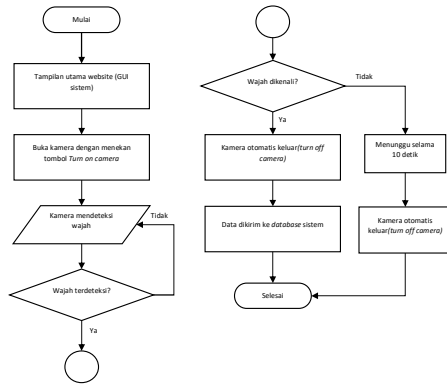 Mulai
Tampilan utama website (GUI
sistem)
Buka kamera dengan menekan
tombol Turn on camera
Kamera mendeteksi
wajah
Tidak
Wajah terdeteksi?
Ya
Wajah dikenali?
Tidak
Ya
Kamera otomatis keluar(turn off
camera)
Menunggu selama
10 detik
Data dikirim ke database sistem
Kamera otomatis
keluar(turn off camera)
Selesai